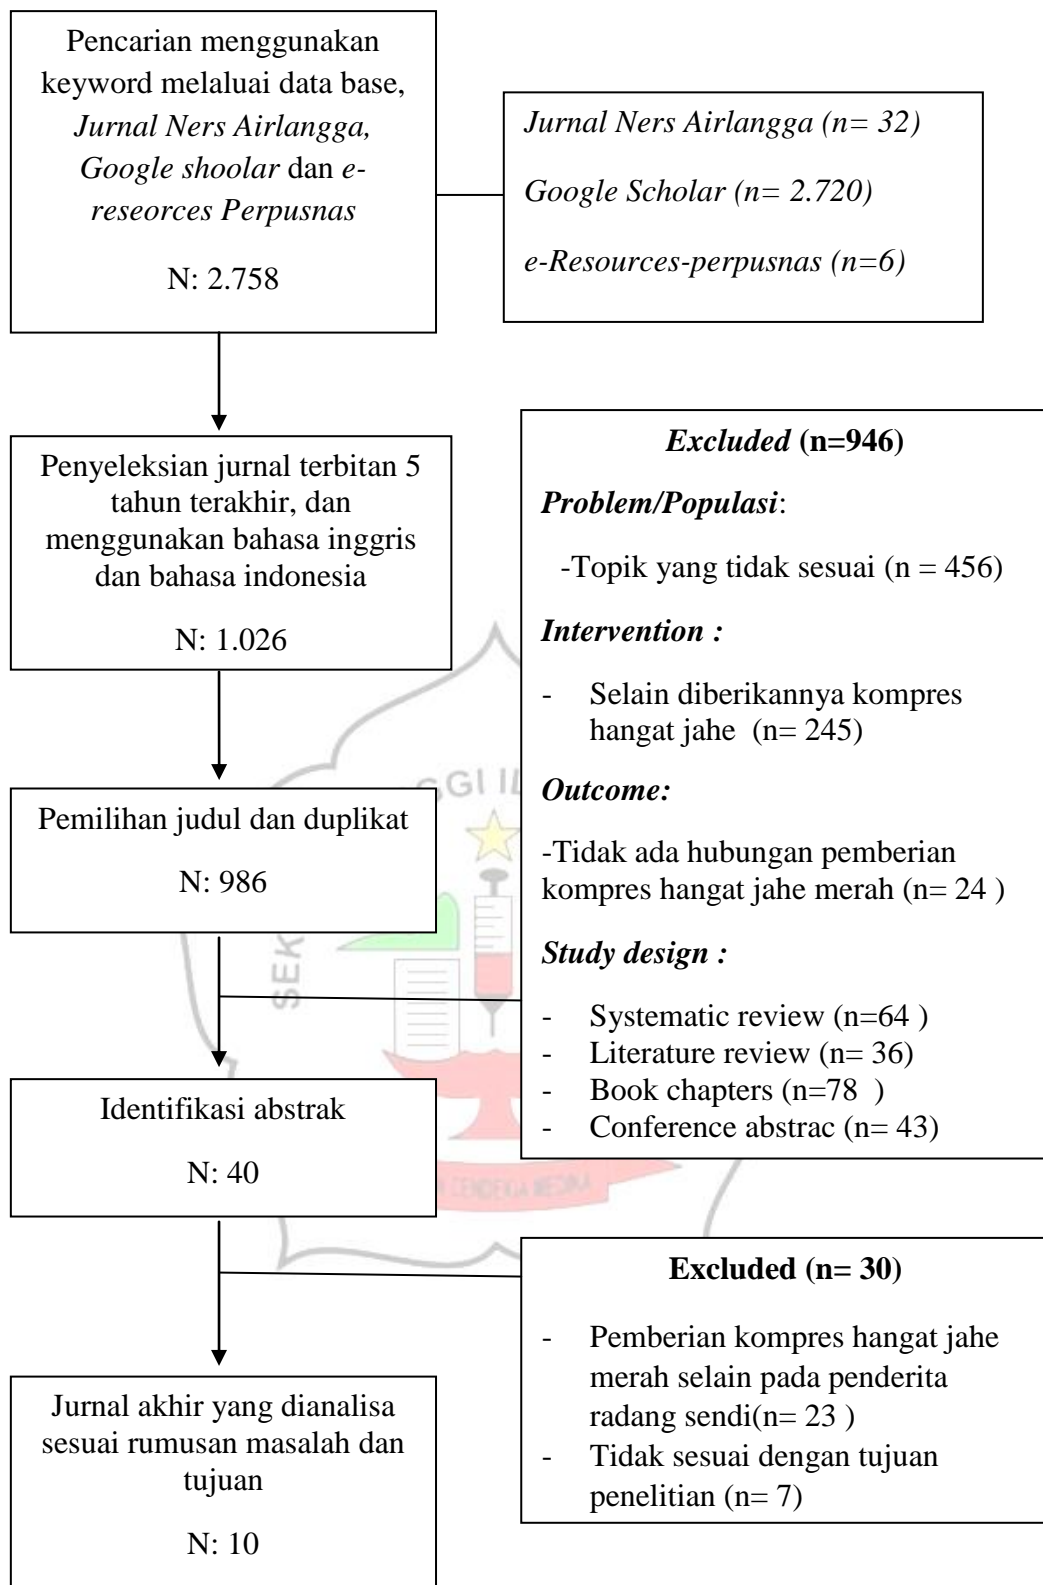 Pencarian menggunakan
keyword melaluai data base,
Jurnal Ners Airlangga,
Google shoolar dan e-
reseorces Perpusnas
N: 2.758
Jurnal Ners Airlangga (n= 32)
Google Scholar (n= 2.720)
e-Resources-perpusnas (n=6)
Penyeleksian jurnal terbitan 5
tahun terakhir, dan
menggunakan bahasa inggris
dan bahasa indonesia
N: 1.026
Excluded (n=946)
Problem/Populasi:
-Topik yang tidak sesuai (n = 456)
Intervention :
- Selain diberikannya kompres
hangat jahe (n= 245)
Outcome:
-Tidak ada hubungan pemberian
kompres hangat jahe merah (n= 24 )
Study design :
- Systematic review (n=64 )
- Literature review (n= 36)
- Book chapters (n=78 )
- Conference abstrac (n= 43)
Pemilihan judul dan duplikat
N: 986
Identifikasi abstrak
N: 40
Excluded (n= 30)
- Pemberian kompres hangat jahe
merah selain pada penderita
radang sendi(n= 23 )
- Tidak sesuai dengan tujuan
penelitian (n= 7)
Jurnal akhir yang dianalisa
sesuai rumusan masalah dan
tujuan
N: 10
SEK
GGI IL
CENDEKIA MEDIKA